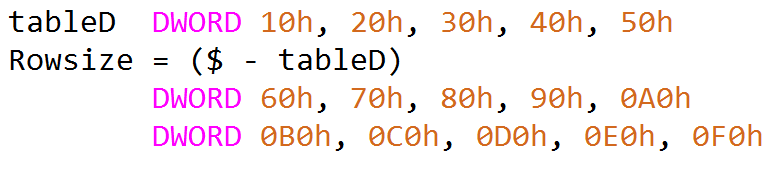 tableD  DWORD 10h, 20h, 30h, 40h, 50h
Rowsize = ($ - tableD)
        DWORD 60h, 70h, 80h, 90h, 0A0h
        DWORD 0B0h, 0C0h, 0D0h, 0E0h, 0F0h